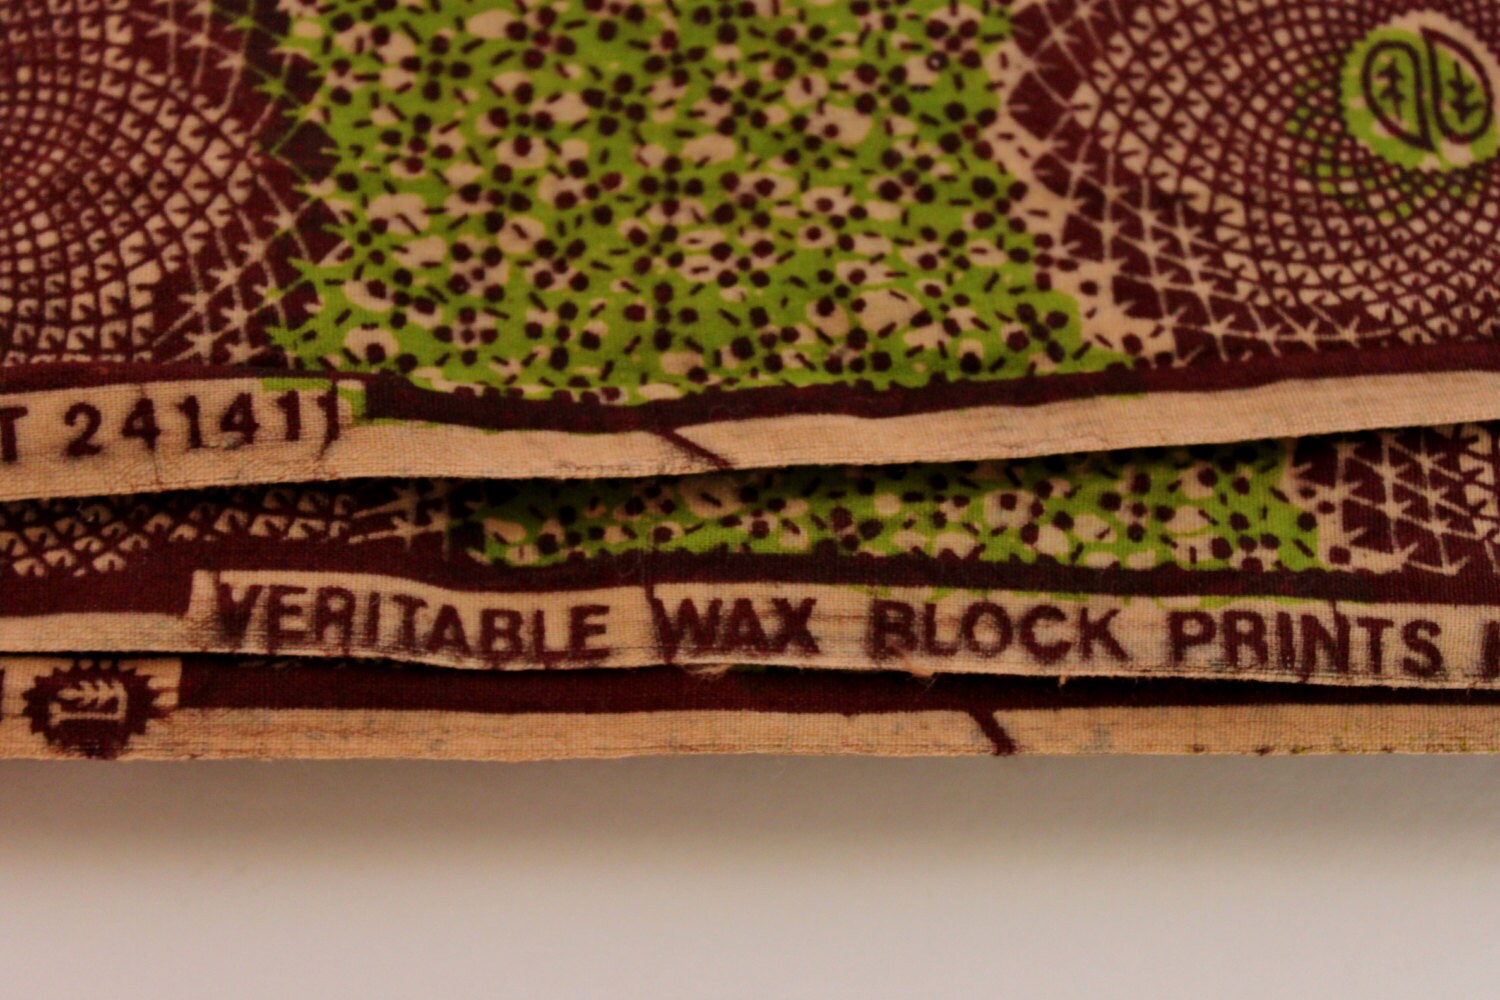 T 241411
VERITABLE WAX BLOCK PRINTS